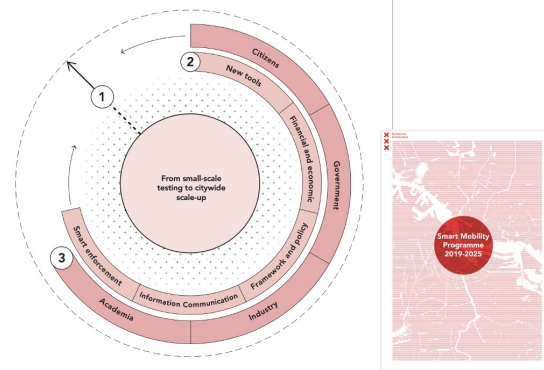 1
2
3
From small-scale
testing to citywide
scale-up
New tools
Financial and economic
Framework and policy
Information Communication
Smart enforcement
Citizens
Government
Industry
Academia
Smart Mobility
Programme
2019-2025